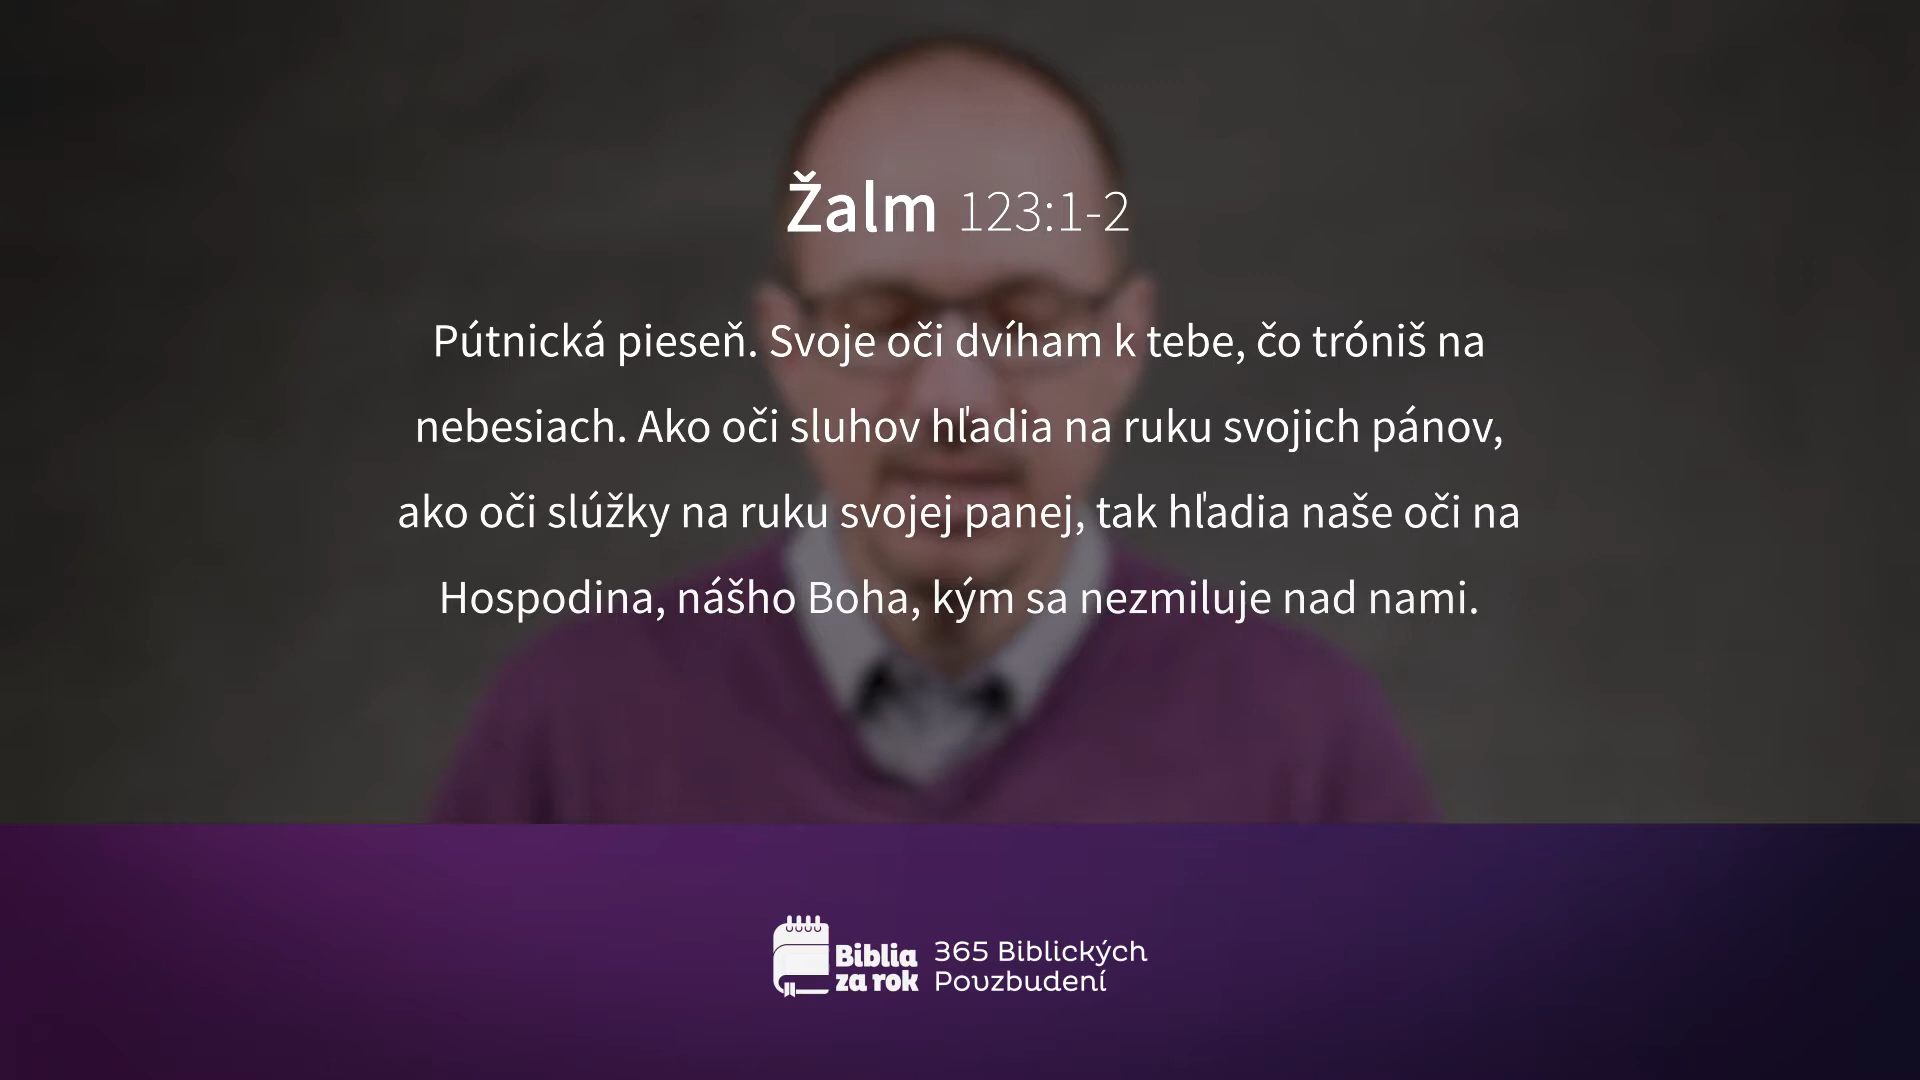 Žalm 123:1-2
Pútnická pieseň. Svoje oči dvíham k tebe, čo tróniš na
nebesiach. Ako oči sluhov hľadia na ruku svojich pánov,
ako oči slúžky na ruku svojej panej, tak hľadia naše oči na
Hospodina, nášho Boha, kým sa nezmiluje nad nami.
Biblia
za rok
365 Biblických
Povzbudení